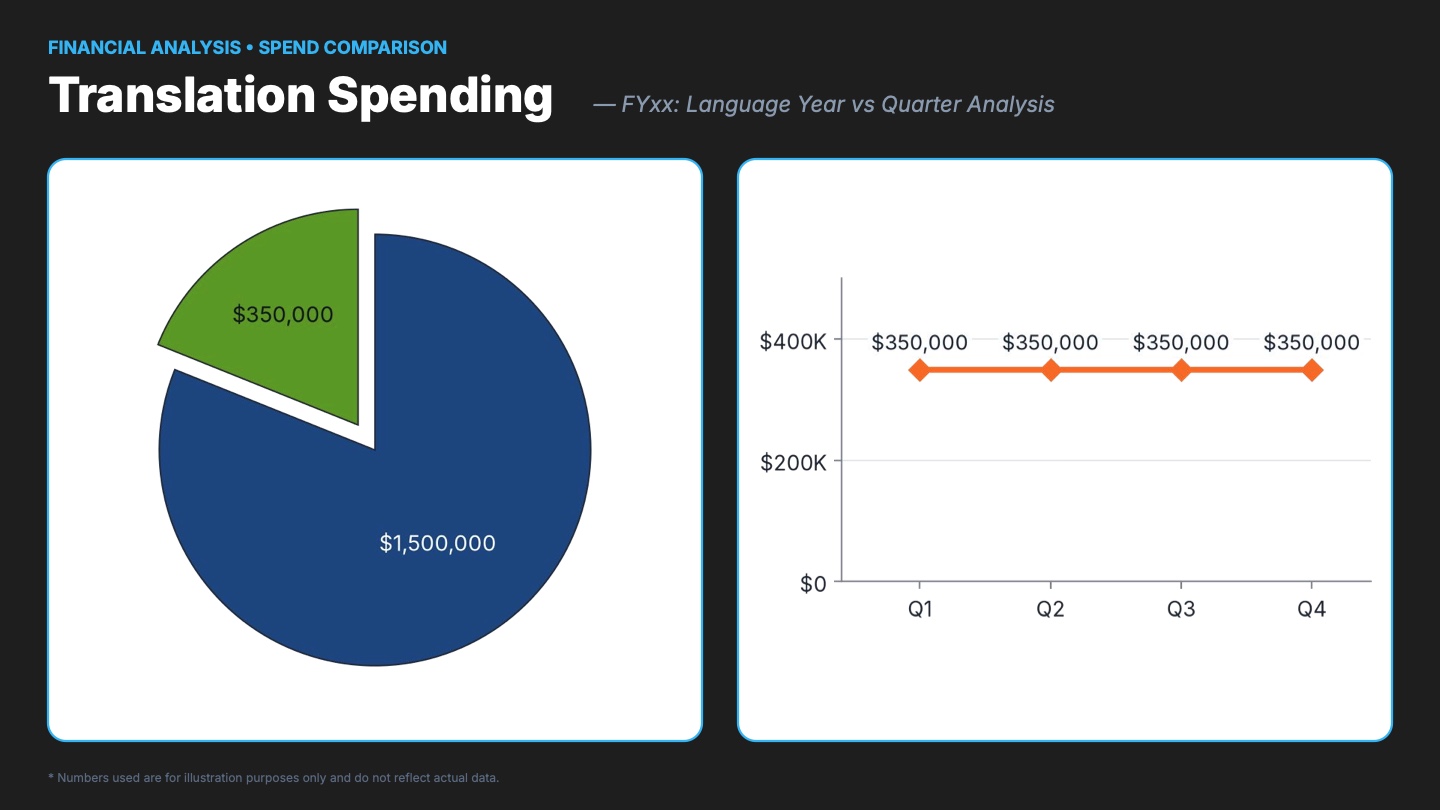 FINANCIAL ANALYSIS • SPEND COMPARISON
Translation Spending — FYxx: Language Year vs Quarter Analysis
$350,000
$1,500,000
$400K
$350,000 $350,000 $350,000 $350,000
$200K
$0
Q1 Q2 Q3 Q4
* Numbers used are for illustration purposes only and do not reflect actual data.